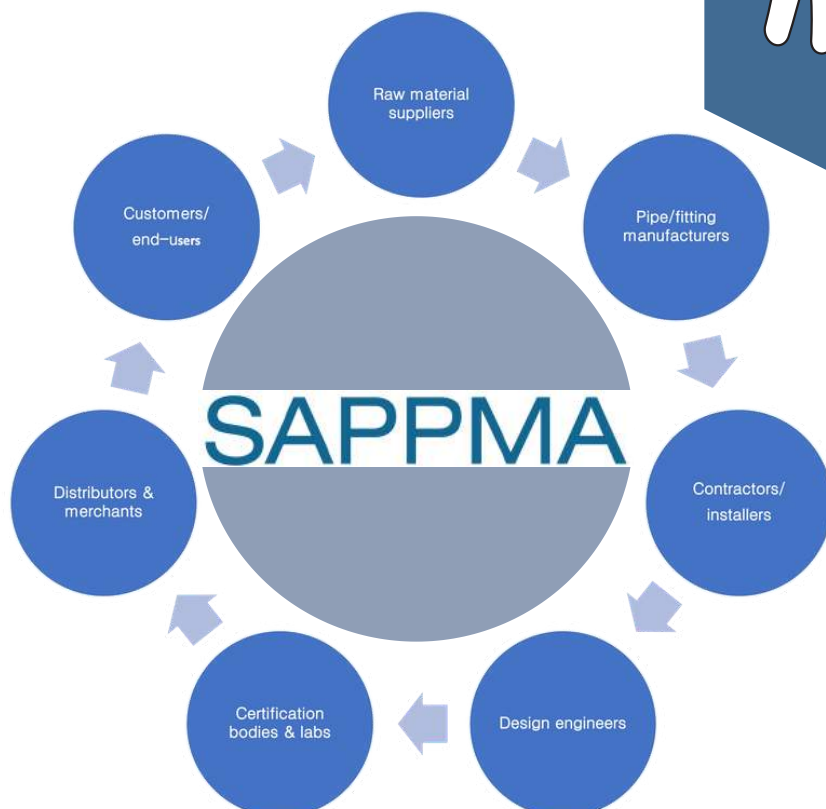 Raw material
suppliers
Pipe/fitting
manufacturers
Contractors/
installers
Design engineers
Certification
bodies & labs
Distributors &
merchants
Customers/
end-users
SAPPMA